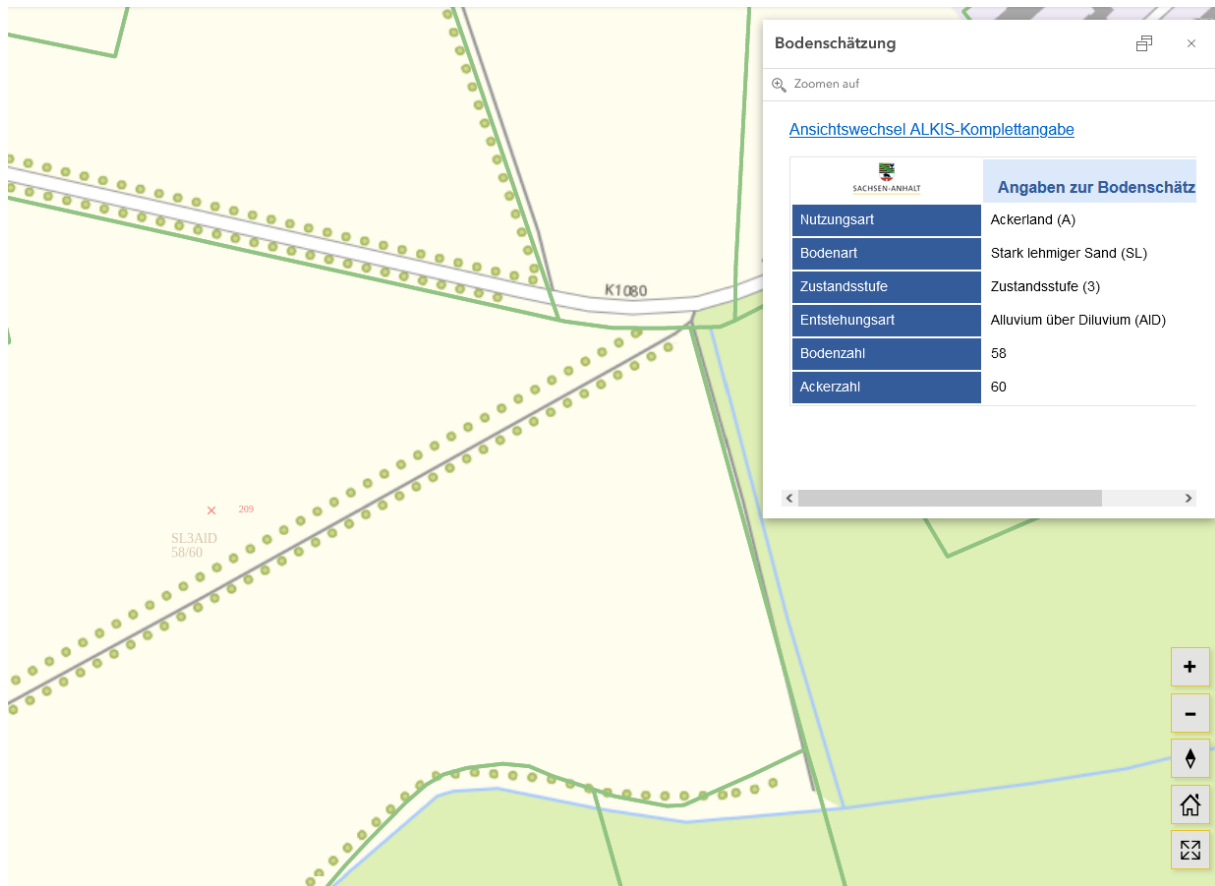 Bodenschätzung
Zoomen auf
Ansichtswechsel ALKIS-Komplettangabe
SACHSEN-ANHALT
Angaben zur Bodenschätz
Nutzungsart Ackerland (A)
Bodenart Stark lehmiger Sand (SL)
Zustandsstufe Zustandsstufe (3)
Entstehungsart Alluvium über Diluvium (AlD)
Bodenzahl 58
Ackerzahl 60
K1080
209
SL3AlD
58/60